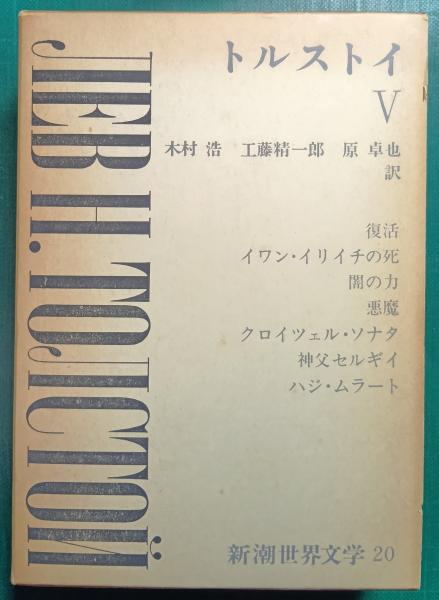 ЛЕВ Н. ТОЛСТОЙ
トルストイ
V
木村 浩 工藤精一郎 原 卓也
訳
復活
イワン・イリイチの死
闇の力
悪魔
クロイツェル・ソナタ
神父セルギイ
ハジ・ムラート
新潮世界文学 20